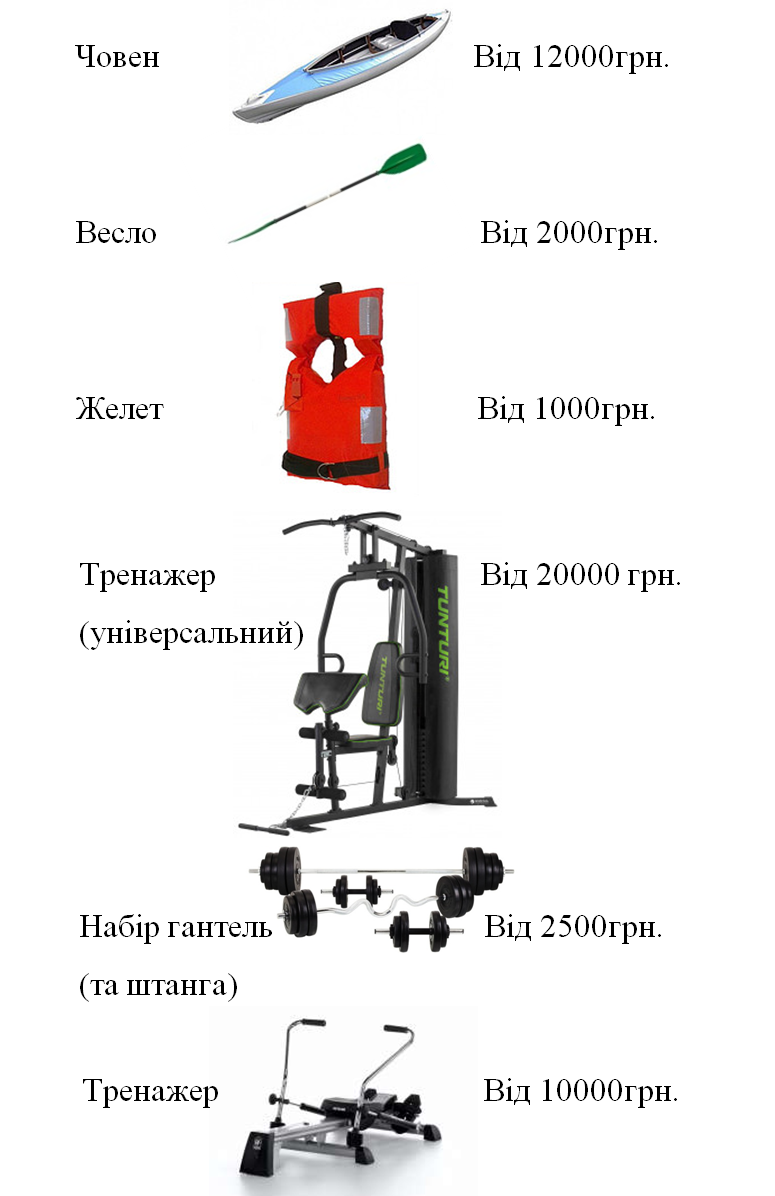 Човен
Від 12000грн.
Весло
Від 2000грн.
Желет
Від 1000грн.
Тренажер
Від 20000 грн.
(універсальний)
TUNTURI
TUNTURI
Набір гантель
Від 2500грн.
(та штанга)
Тренажер
Від 10000грн.